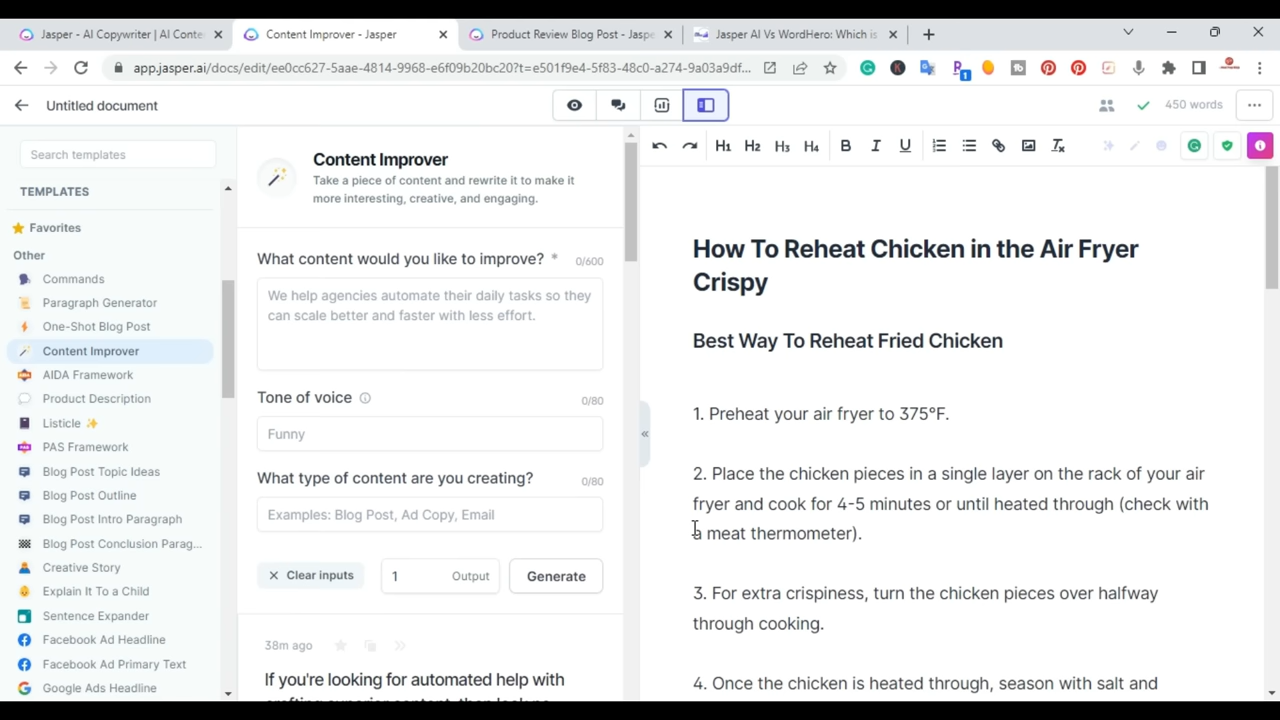 Jasper - AI Copywriter | AI Conte
Content Improver - Jasper
Product Review Blog Post - Jaspe
Jasper AI Vs WordHero: Which is
app.jasper.ai/docs/edit/ee0cc627-5aae-4814-9968-e6f09b20bc20?t=e501f9e4-5f83-48c0-a274-9a03a9df...
1
Untitled document
450 words
Search templates
TEMPLATES
Favorites
Other
Commands
Paragraph Generator
One-Shot Blog Post
Content Improver
AIDA Framework
Product Description
Listicle ✨
PAS Framework
Blog Post Topic Ideas
Blog Post Outline
Blog Post Intro Paragraph
Blog Post Conclusion Parag...
Creative Story
Explain It To a Child
Sentence Expander
Facebook Ad Headline
Facebook Ad Primary Text
Google Ads Headline
Content Improver
Take a piece of content and rewrite it to make it
more interesting, creative, and engaging.
What content would you like to improve? * 0/600
We help agencies automate their daily tasks so they
can scale better and faster with less effort.
Tone of voice 0/80
Funny
What type of content are you creating? 0/80
Examples: Blog Post, Ad Copy, Email
Clear inputs 1 Output Generate
38m ago
If you're looking for automated help with
H1 H2 H3 H4 B I U
How To Reheat Chicken in the Air Fryer
Crispy
Best Way To Reheat Fried Chicken
1. Preheat your air fryer to 375°F.
2. Place the chicken pieces in a single layer on the rack of your air
fryer and cook for 4-5 minutes or until heated through (check with
a meat thermometer).
3. For extra crispiness, turn the chicken pieces over halfway
through cooking.
4. Once the chicken is heated through, season with salt and